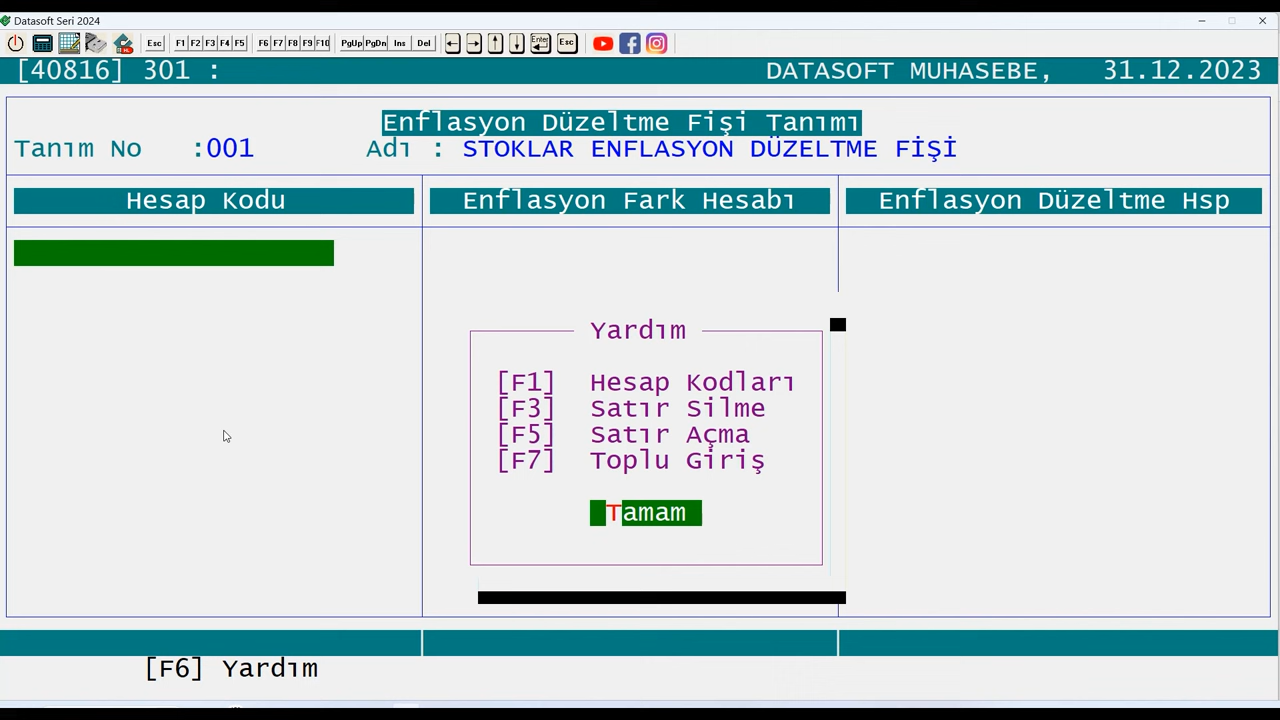 Datasoft Seri 2024
Esc F1 F2 F3 F4 F5 F6 F7 F8 F9 F10 PgUp PgDn Ins Del Enter Esc
[40816] 301 : DATASOFT MUHASEBE, 31.12.2023
Enflasyon Düzeltme Fişi Tanımı
Tanım No :001 Adı : STOKLAR ENFLASYON DÜZELTME FİŞİ
Hesap Kodu Enflasyon Fark Hesabı Enflasyon Düzeltme Hsp
Yardım
[F1] Hesap Kodları
[F3] Satır Silme
[F5] Satır Açma
[F7] Toplu Giriş
Tamam
[F6] Yardım